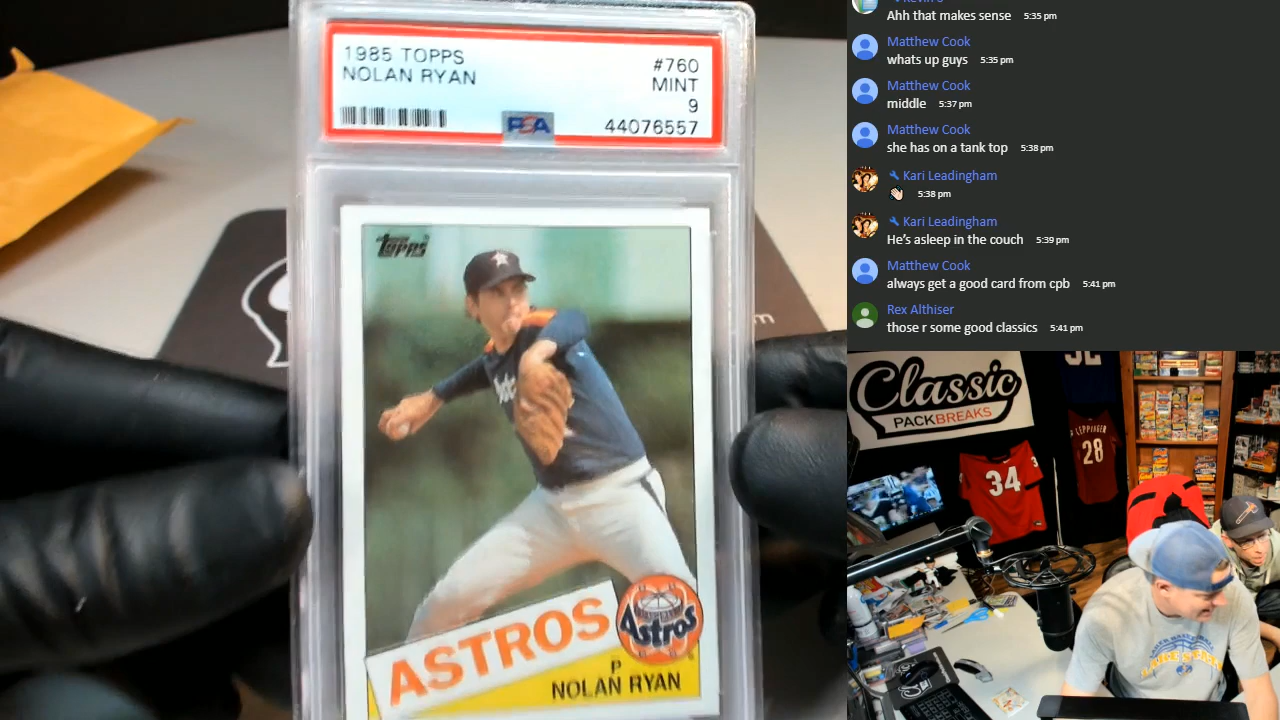 1985 TOPPS
NOLAN RYAN
#760
MINT
9
44076557
PSA
Topps
ASTROS
Astros
P
NOLAN RYAN
Ahh that makes sense 5:35 pm
Matthew Cook
whats up guys 5:35 pm
Matthew Cook
middle 5:37 pm
Matthew Cook
she has on a tank top 5:38 pm
Kari Leadingham
5:38 pm
Kari Leadingham
He's asleep in the couch 5:39 pm
Matthew Cook
always get a good card from cpb 5:41 pm
Rex Althiser
those r some good classics 5:41 pm
Classic
PACKBREAKS
34
LEPPINGER
28